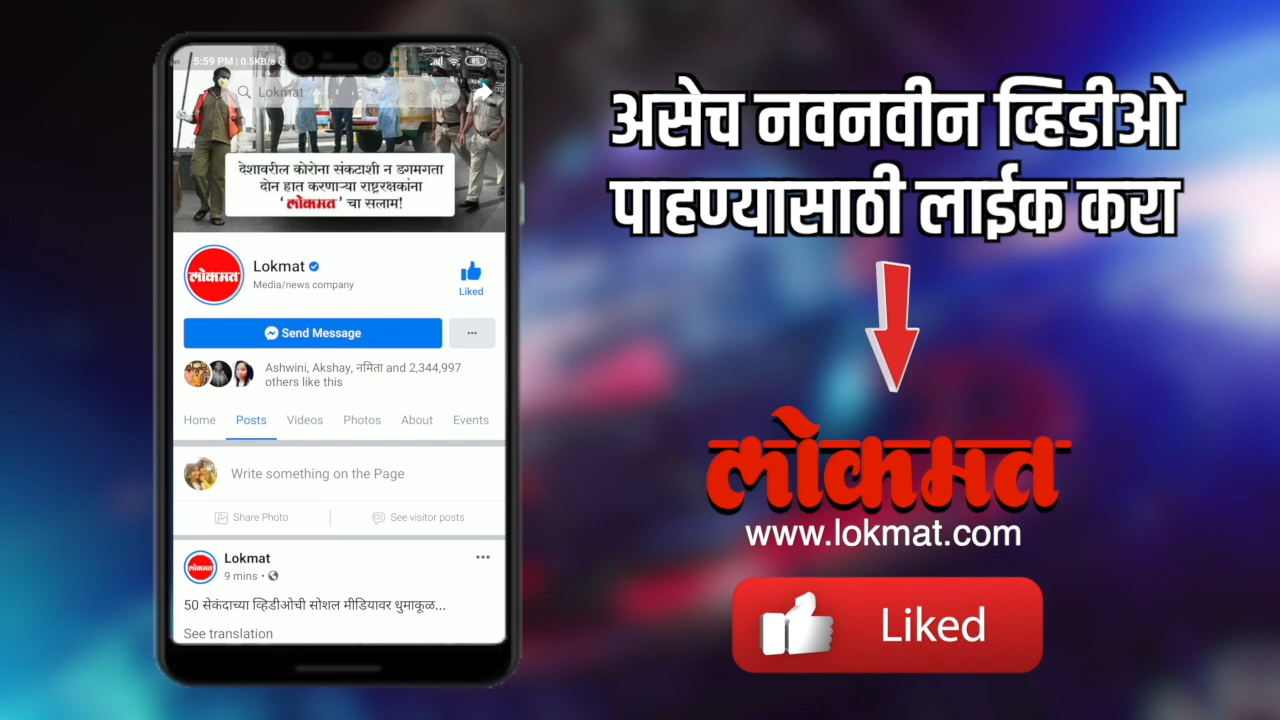 5:59 PM | 0.5KB/s
85
Lokmat
देशावरील कोरोना संकटाशी न डगमगता
दोन हात करणाऱ्या राष्ट्ररक्षकांना
‘लोकमत’ चा सलाम!
लोकमत
Lokmat
Media/news company
Liked
Send Message
Ashwini, Akshay, नमिता and 2,344,997
others like this
Home Posts Videos Photos About Events
Write something on the Page
Share Photo See visitor posts
लोकमत
Lokmat
9 mins
50 सेकंदाच्या व्हिडीओची सोशल मीडियावर धुमाकूळ...
See translation
असेच नवनवीन व्हिडीओ
पाहण्यासाठी लाईक करा
लोकमत
www.lokmat.com
Liked